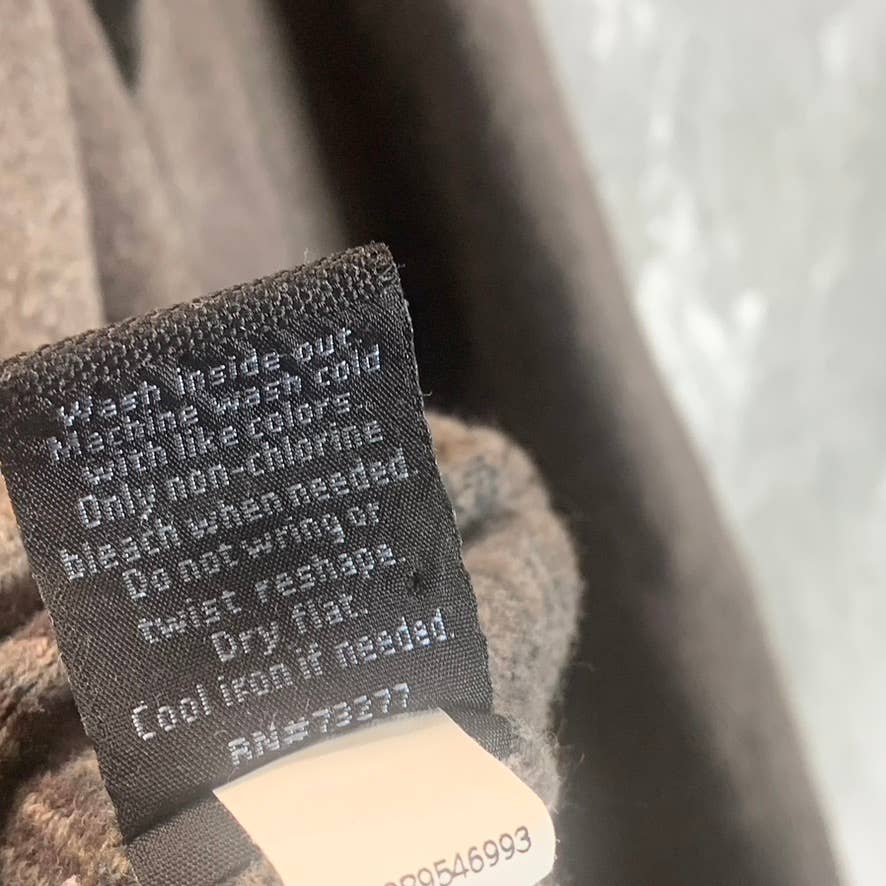 Wash inside out.
Machine wash cold
with like colors.
Only non-chlorine
bleach when needed.
Do not wring or
twist reshape.
Dry flat.
Cool iron if needed.
RN#73277
9546993